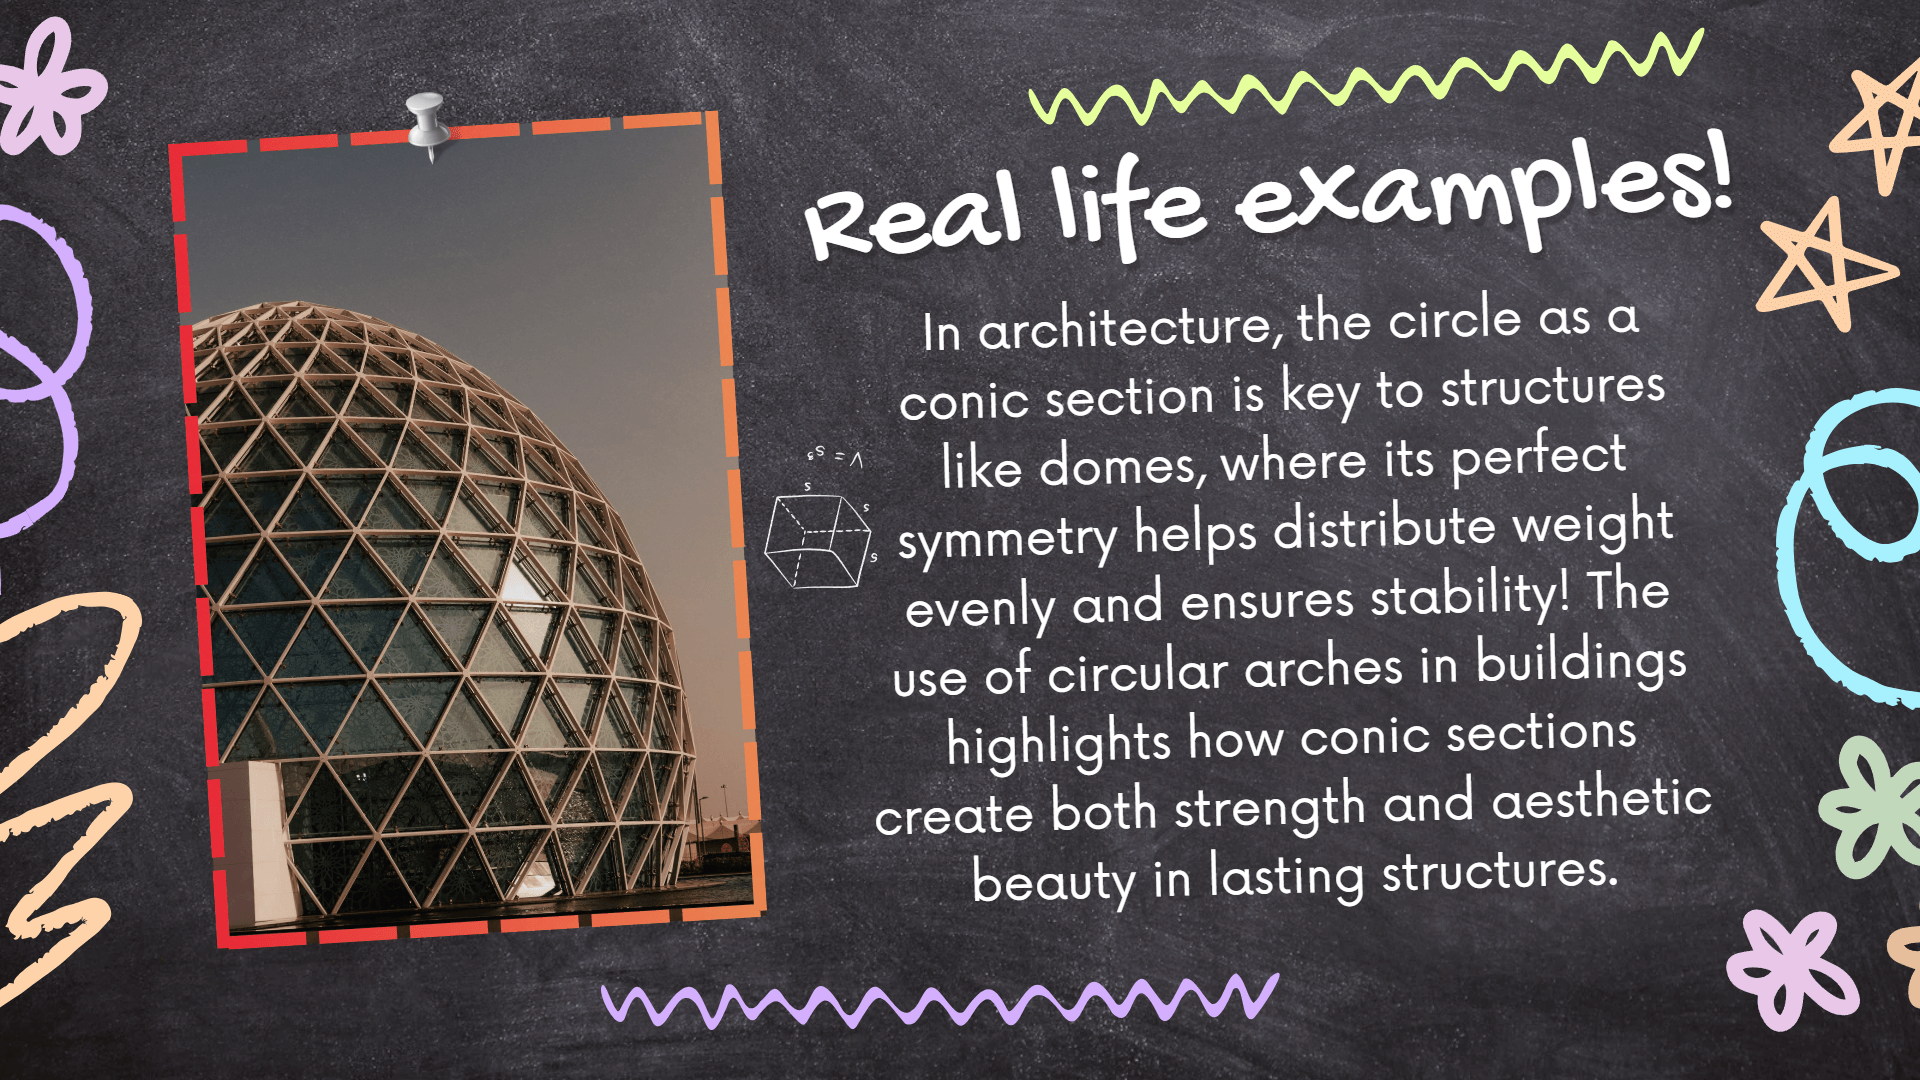 Real life examples!
In architecture, the circle as a
conic section is key to structures
like domes, where its perfect
symmetry helps distribute weight
evenly and ensures stability! The
use of circular arches in buildings
highlights how conic sections
create both strength and aesthetic
beauty in lasting structures.
s
s
s